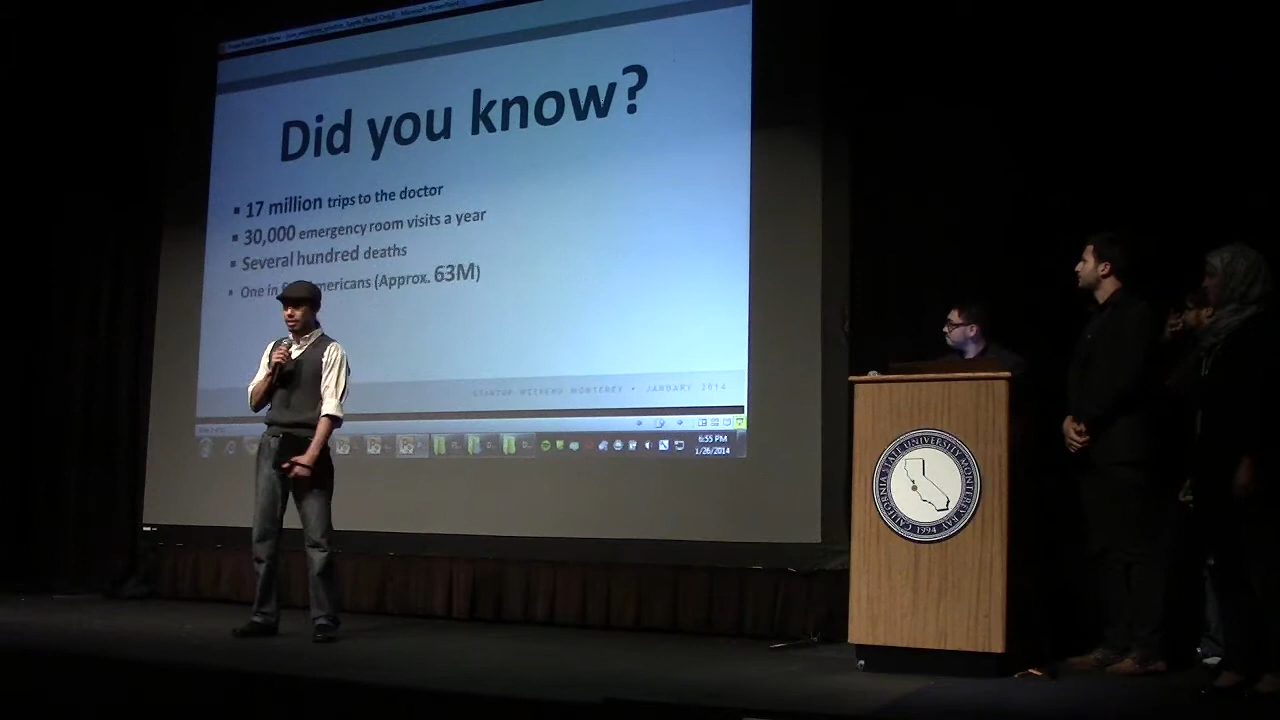 Did you know?
17 million trips to the doctor
30,000 emergency room visits a year
Several hundred deaths
One in Americans (Approx. 63M)
STARTUP WEEKEND MONTEREY • JANUARY 2014
6:55 PM
1/26/2014
CALIFORNIA STATE UNIVERSITY MONTEREY BAY
1994